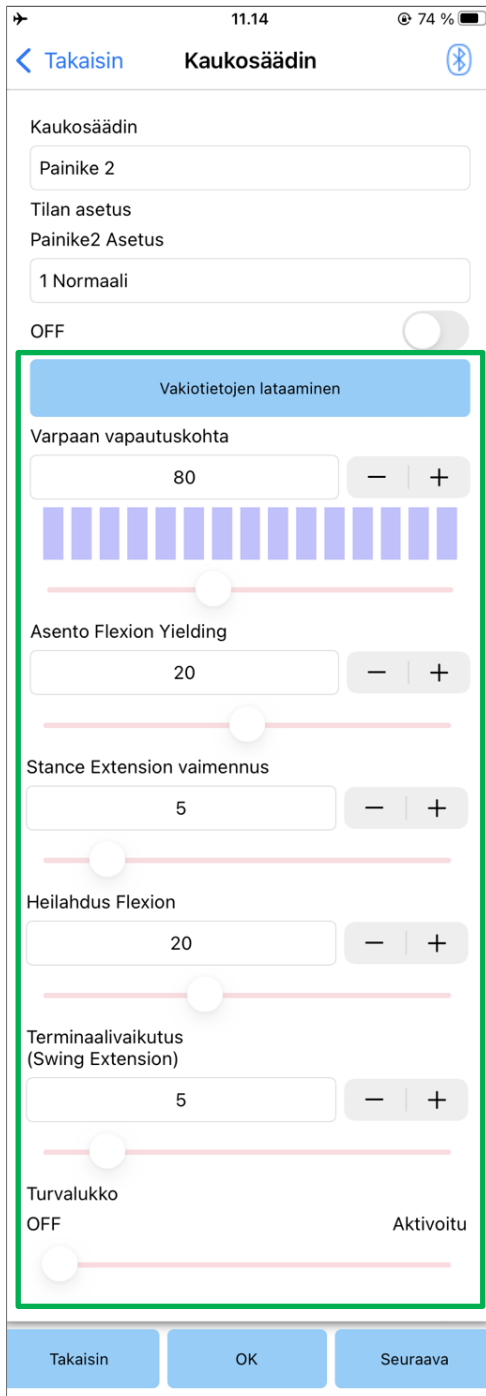 11.14
74 %
Takaisin
Kaukosäädin
Kaukosäädin
Painike 2
Tilan asetus
Painike2 Asetus
1 Normaali
OFF
Vakiotietojen lataaminen
Varpaan vapautuskohta
80
− +
Asento Flexion Yielding
20
− +
Stance Extension vaimennus
5
− +
Heilahdus Flexion
20
− +
Terminaalivaikutus
(Swing Extension)
5
− +
Turvalukko
OFF
Aktivoitu
Takaisin
OK
Seuraava